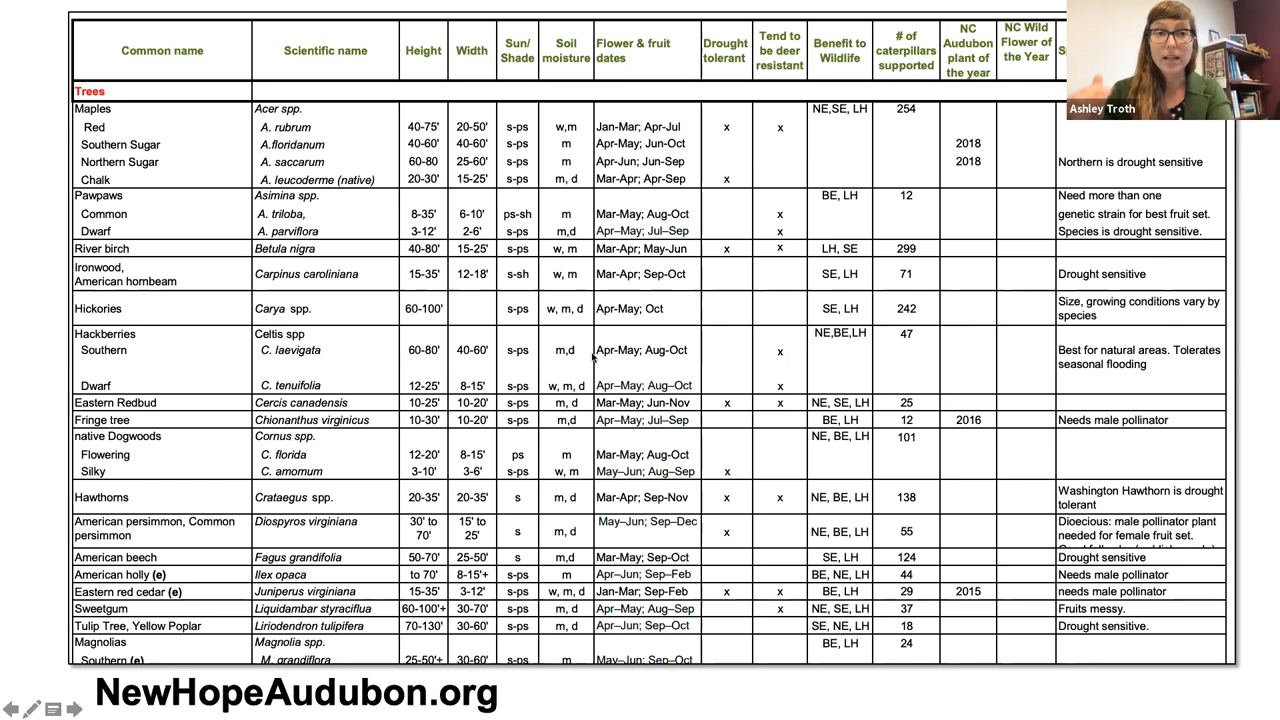 Common name Scientific name Height Width Sun/ Shade Soil moisture Flower & fruit dates Drought tolerant Tend to be deer resistant Benefit to Wildlife # of caterpillars supported NC Audubon plant of the year NC Wild Flower of the Year
Ashley Troth
Trees
Maples Acer spp. NE,SE, LH 254
Red A. rubrum 40-75' 20-50' s-ps w,m Jan-Mar; Apr-Jul x x
Southern Sugar A.floridanum 40-60' 40-60' s-ps m Apr-May; Jun-Oct 2018
Northern Sugar A. saccarum 60-80 25-60' s-ps m Apr-Jun; Jun-Sep 2018 Northern is drought sensitive
Chalk A. leucoderme (native) 20-30' 15-25' s-ps m, d Mar-Apr; Apr-Sep x
Pawpaws Asimina spp. BE, LH 12 Need more than one
Common A. triloba, 8-35' 6-10' ps-sh m Mar-May; Aug-Oct x genetic strain for best fruit set.
Dwarf A. parviflora 3-12' 2-6' s-ps m,d Apr–May; Jul–Sep x Species is drought sensitive.
River birch Betula nigra 40-80' 15-25' s-ps w, m Mar-Apr; May-Jun x x LH, SE 299
Ironwood, American hornbeam Carpinus caroliniana 15-35' 12-18' s-sh w, m Mar-Apr; Sep-Oct SE, LH 71 Drought sensitive
Hickories Carya spp. 60-100' s-ps w, m, d Apr-May; Oct SE, LH 242 Size, growing conditions vary by species
Hackberries Celtis spp NE,BE,LH 47
Southern C. laevigata 60-80' 40-60' s-ps m,d Apr-May; Aug-Oct x Best for natural areas. Tolerates seasonal flooding
Dwarf C. tenuifolia 12-25' 8-15' s-ps w, m, d Apr–May; Aug–Oct x
Eastern Redbud Cercis canadensis 10-25' 10-20' s-ps m, d Mar-May; Jun-Nov x x NE, SE, LH 25
Fringe tree Chionanthus virginicus 10-30' 10-20' s-ps m,d Apr–May; Jul–Sep BE, LH 12 2016 Needs male pollinator
native Dogwoods Cornus spp. NE, BE, LH 101
Flowering C. florida 12-20' 8-15' ps m Mar-May; Aug-Oct
Silky C. amomum 3-10' 3-6' s-ps w, m May–Jun; Aug–Sep x
Hawthorns Crataegus spp. 20-35' 20-35' s m, d Mar-Apr; Sep-Nov x x NE, BE, LH 138 Washington Hawthorn is drought tolerant
American persimmon, Common persimmon Diospyros virginiana 30' to 70' 15' to 25' s m, d May–Jun; Sep–Dec x NE, BE, LH 55 Dioecious: male pollinator plant needed for female fruit set.
American beech Fagus grandifolia 50-70' 25-50' s m,d Mar-May; Sep-Oct SE, LH 124 Drought sensitive
American holly (e) Ilex opaca to 70' 8-15'+ s-ps m Apr–Jun; Sep–Feb BE, NE, LH 44 Needs male pollinator
Eastern red cedar (e) Juniperus virginiana 15-35' 3-12' s-ps w, m, d Jan-Mar; Sep-Feb x x BE, LH 29 2015 needs male pollinator
Sweetgum Liquidambar styraciflua 60-100'+ 30-70' s-ps m, d Apr–May; Aug–Sep x NE, SE, LH 37 Fruits messy.
Tulip Tree, Yellow Poplar Liriodendron tulipifera 70-130' 30-60' s-ps m, d Apr–Jun; Sep–Oct SE, NE, LH 18 Drought sensitive.
Magnolias Magnolia spp. BE, LH 24
Southern (e) M. grandiflora 25-50'+ 30-60' s-ps m May–Jun; Sep–Oct
NewHopeAudubon.org